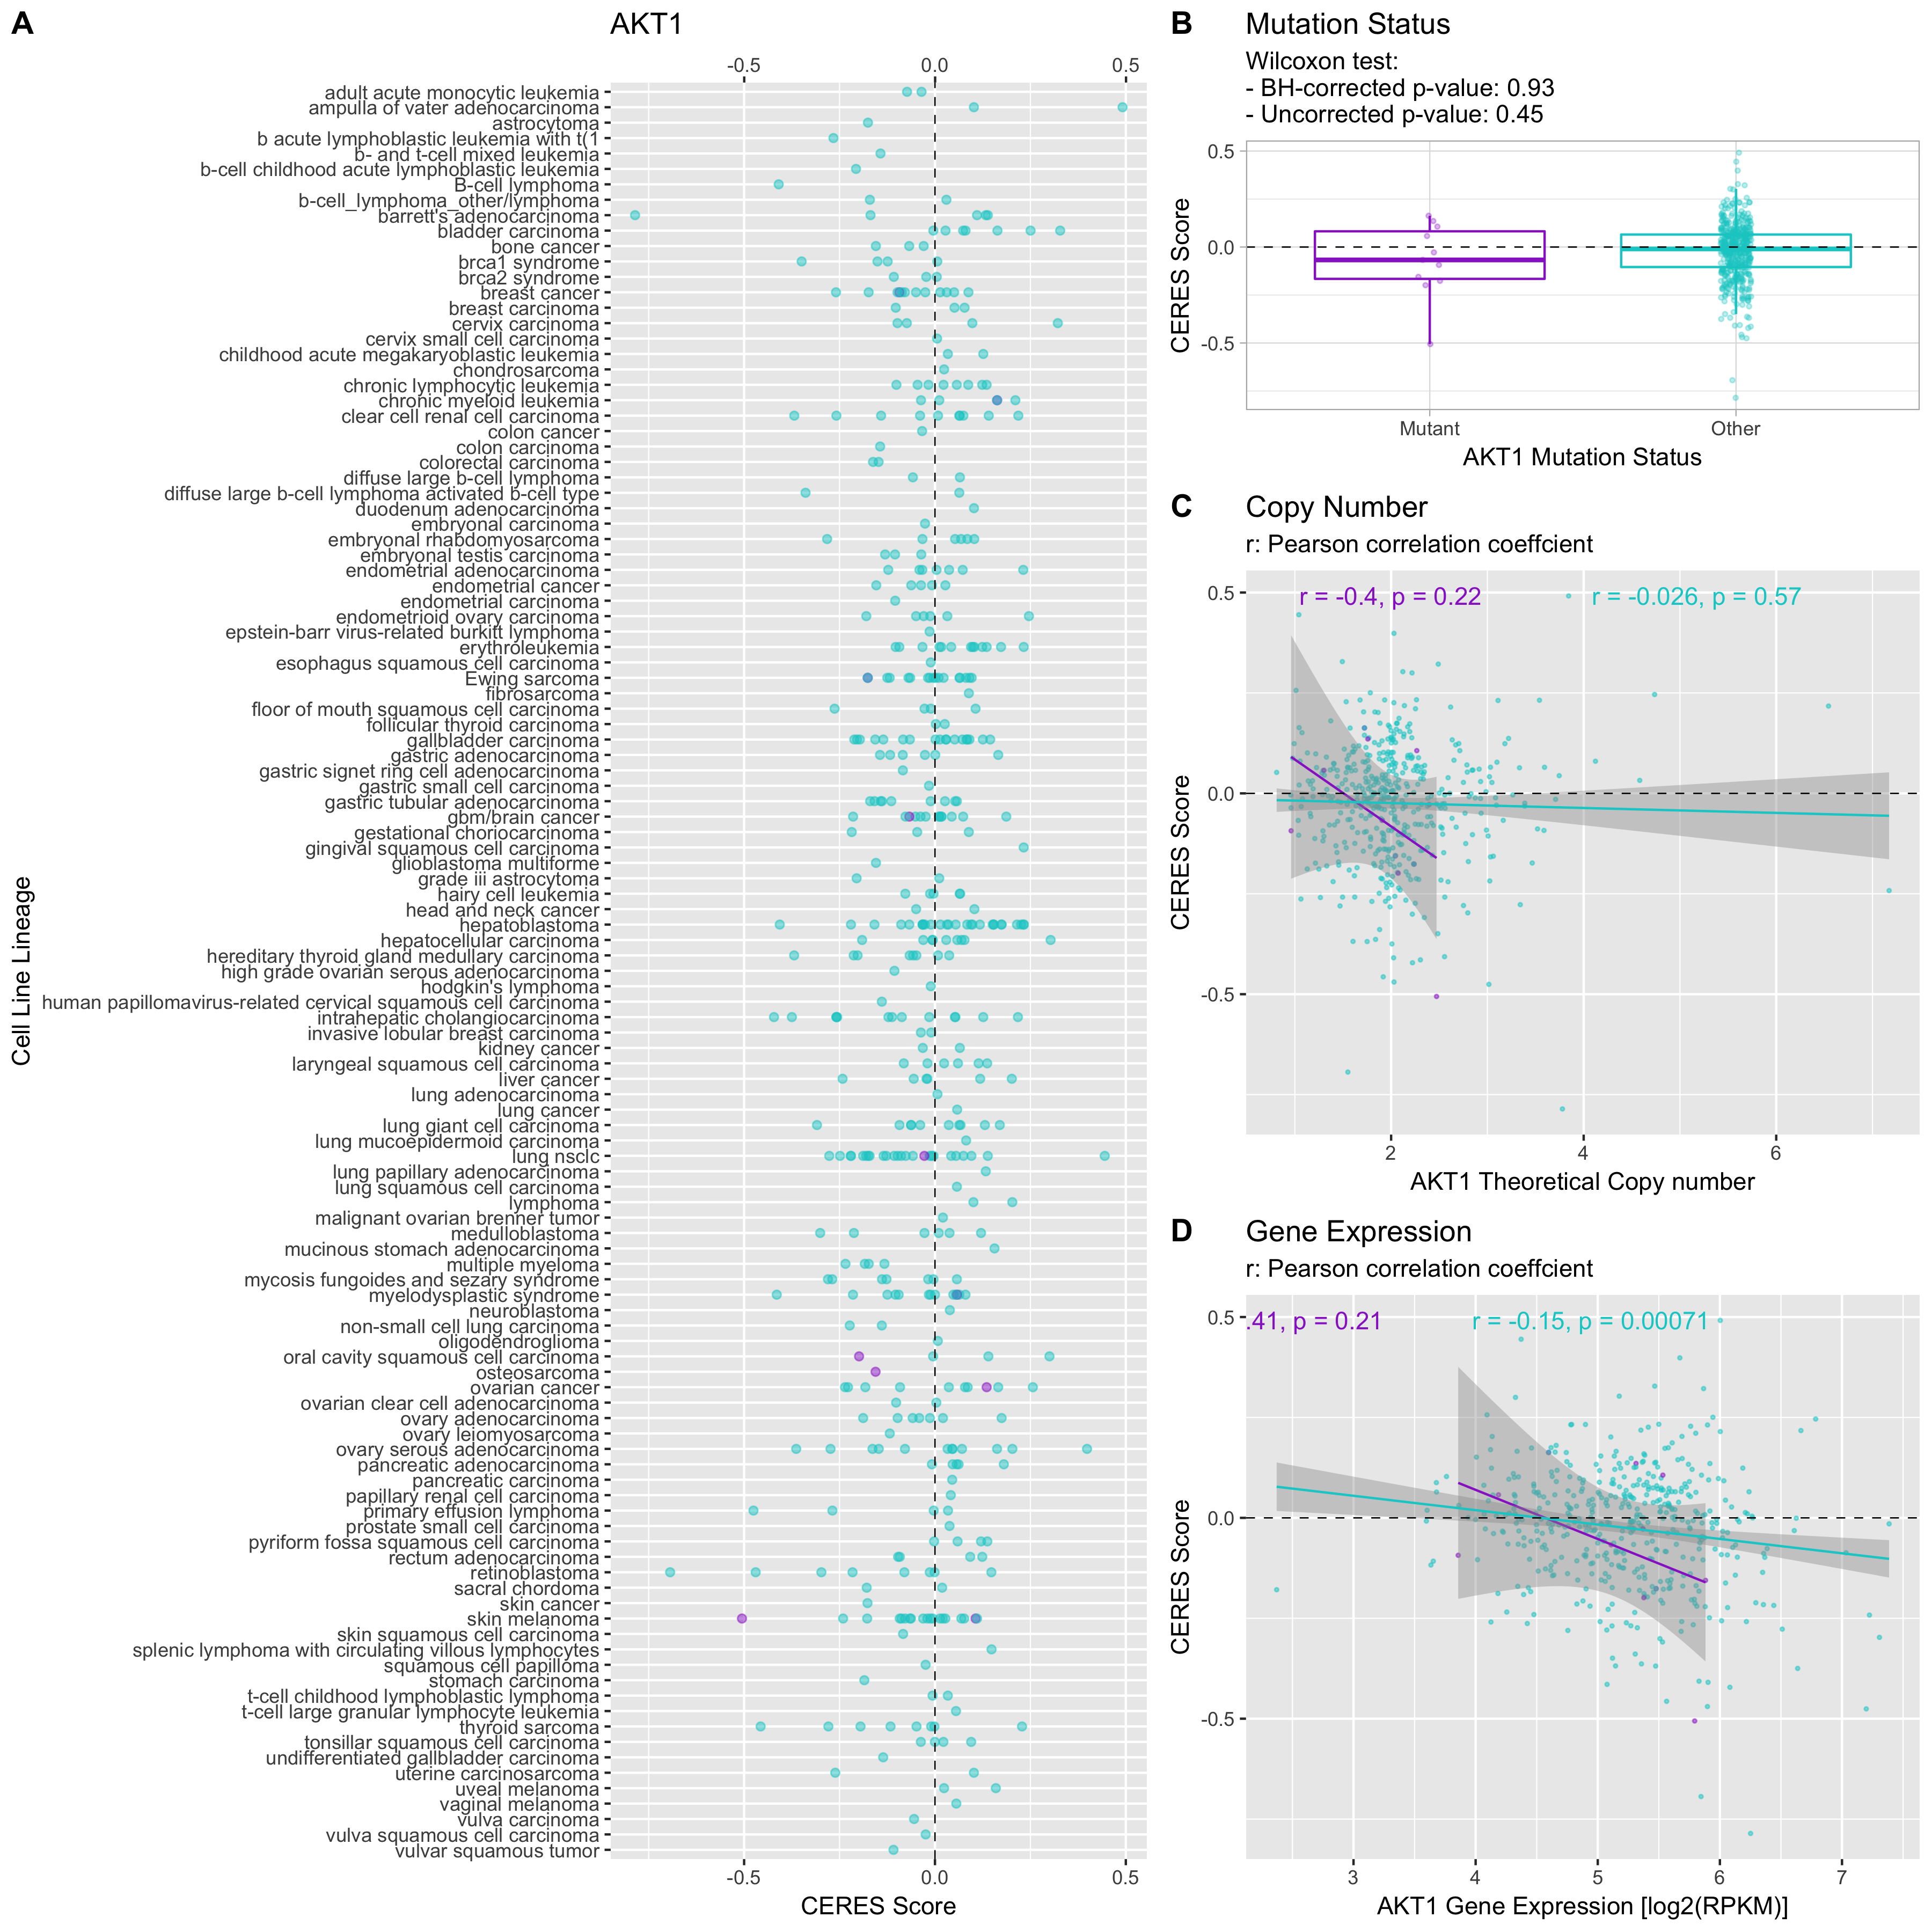 A
AKT1
-0.5 0.0 0.5
adult acute monocytic leukemia
ampulla of vater adenocarcinoma
astrocytoma
b acute lymphoblastic leukemia with t(1
b- and t-cell mixed leukemia
b-cell childhood acute lymphoblastic leukemia
B-cell lymphoma
b-cell_lymphoma_other/lymphoma
barrett's adenocarcinoma
bladder carcinoma
bone cancer
brca1 syndrome
brca2 syndrome
breast cancer
breast carcinoma
cervix carcinoma
cervix small cell carcinoma
childhood acute megakaryoblastic leukemia
chondrosarcoma
chronic lymphocytic leukemia
chronic myeloid leukemia
clear cell renal cell carcinoma
colon cancer
colon carcinoma
colorectal carcinoma
diffuse large b-cell lymphoma
diffuse large b-cell lymphoma activated b-cell type
duodenum adenocarcinoma
embryonal carcinoma
embryonal rhabdomyosarcoma
embryonal testis carcinoma
endometrial adenocarcinoma
endometrial cancer
endometrial carcinoma
endometrioid ovary carcinoma
epstein-barr virus-related burkitt lymphoma
erythroleukemia
esophagus squamous cell carcinoma
Ewing sarcoma
fibrosarcoma
floor of mouth squamous cell carcinoma
follicular thyroid carcinoma
gallbladder carcinoma
gastric adenocarcinoma
gastric signet ring cell adenocarcinoma
gastric small cell carcinoma
gastric tubular adenocarcinoma
gbm/brain cancer
gestational choriocarcinoma
gingival squamous cell carcinoma
glioblastoma multiforme
grade iii astrocytoma
hairy cell leukemia
head and neck cancer
hepatoblastoma
hepatocellular carcinoma
hereditary thyroid gland medullary carcinoma
high grade ovarian serous adenocarcinoma
hodgkin's lymphoma
human papillomavirus-related cervical squamous cell carcinoma
intrahepatic cholangiocarcinoma
invasive lobular breast carcinoma
kidney cancer
laryngeal squamous cell carcinoma
liver cancer
lung adenocarcinoma
lung cancer
lung giant cell carcinoma
lung mucoepidermoid carcinoma
lung nsclc
lung papillary adenocarcinoma
lung squamous cell carcinoma
lymphoma
malignant ovarian brenner tumor
medulloblastoma
mucinous stomach adenocarcinoma
multiple myeloma
mycosis fungoides and sezary syndrome
myelodysplastic syndrome
neuroblastoma
non-small cell lung carcinoma
oligodendroglioma
oral cavity squamous cell carcinoma
osteosarcoma
ovarian cancer
ovarian clear cell adenocarcinoma
ovary adenocarcinoma
ovary leiomyosarcoma
ovary serous adenocarcinoma
pancreatic adenocarcinoma
pancreatic carcinoma
papillary renal cell carcinoma
primary effusion lymphoma
prostate small cell carcinoma
pyriform fossa squamous cell carcinoma
rectum adenocarcinoma
retinoblastoma
sacral chordoma
skin cancer
skin melanoma
skin squamous cell carcinoma
splenic lymphoma with circulating villous lymphocytes
squamous cell papilloma
stomach carcinoma
t-cell childhood lymphoblastic lymphoma
t-cell large granular lymphocyte leukemia
thyroid sarcoma
tonsillar squamous cell carcinoma
undifferentiated gallbladder carcinoma
uterine carcinosarcoma
uveal melanoma
vaginal melanoma
vulva carcinoma
vulva squamous cell carcinoma
vulvar squamous tumor
Cell Line Lineage
-0.5 0.0 0.5
CERES Score
B
Mutation Status
Wilcoxon test:
- BH-corrected p-value: 0.93
- Uncorrected p-value: 0.45
0.5
0.0
-0.5
CERES Score
Mutant Other
AKT1 Mutation Status
C
Copy Number
r: Pearson correlation coeffcient
r = -0.4, p = 0.22 r = -0.026, p = 0.57
0.5
0.0
-0.5
CERES Score
2 4 6
AKT1 Theoretical Copy number
D
Gene Expression
r: Pearson correlation coeffcient
.41, p = 0.21 r = -0.15, p = 0.00071
0.5
0.0
-0.5
CERES Score
3 4 5 6 7
AKT1 Gene Expression [log2(RPKM)]